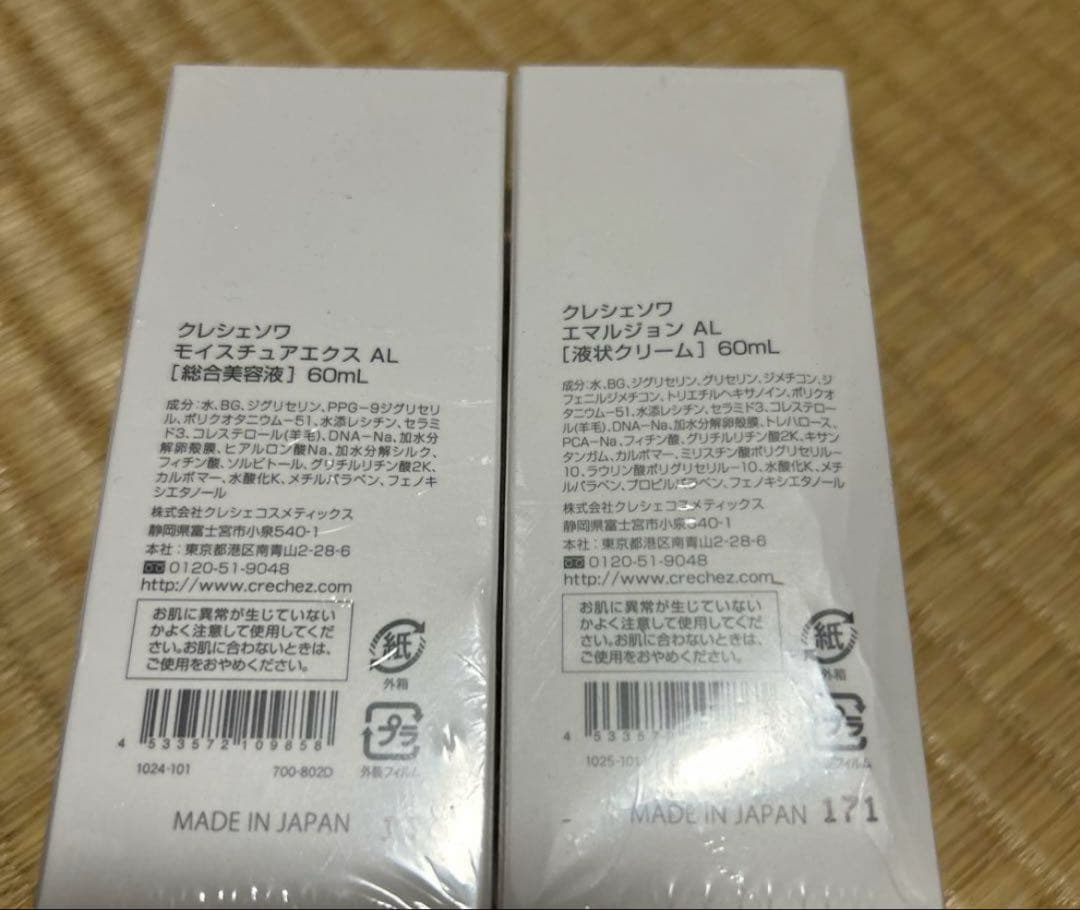 クレシェソワ
モイスチュアエクス AL
[総合美容液] 60mL
成分:水、BG、ジグリセリン、PPG-9ジグリセリ
ル、ポリクオタニウム-51、水添レシチン、セラミ
ド3、コレステロール(羊毛)、DNA-Na、加水分
解卵殻膜、ヒアルロン酸Na、加水分解シルク、
フィチン酸、ソルビトール、グリチルリチン酸2K、
カルボマー、水酸化K、メチルパラベン、フェノキ
シエタノール
株式会社クレシェコスメティックス
静岡県富士宮市小泉540-1
本社:東京都港区南青山2-28-6
0120-51-9048
http://www.crechez.com
お肌に異常が生じていない
かよく注意して使用してくだ
さい。お肌に合わないときは、
ご使用をおやめください。
紙
外箱
プラ
外装フィルム
4 533572 109858
1024-101 700-802D
MADE IN JAPAN
クレシェソワ
エマルジョン AL
[液状クリーム] 60mL
成分:水、BG、ジグリセリン、グリセリン、ジメチコン、ジ
フェニルジメチコン、トリエチルヘキサノイン、ポリクオ
タニウム-51、水添レシチン、セラミド3、コレステロー
ル(羊毛)、DNA-Na、加水分解卵殻膜、トレハロース、
PCA-Na、フィチン酸、グリチルリチン酸2K、キサン
タンガム、カルボマー、ミリスチン酸ポリグリセリル-
10、ラウリン酸ポリグリセリル-10、水酸化K、メチ
ルパラベン、プロピルパラベン、フェノキシエタノール
株式会社クレシェコスメティックス
静岡県富士宮市小泉540-1
本社:東京都港区南青山2-28-6
0120-51-9048
http://www.crechez.com
お肌に異常が生じていない
かよく注意して使用してくだ
さい。お肌に合わないときは、
ご使用をおやめください。
紙
外箱
プラ
フィルム
4 53357
1025-101
MADE IN JAPAN 171